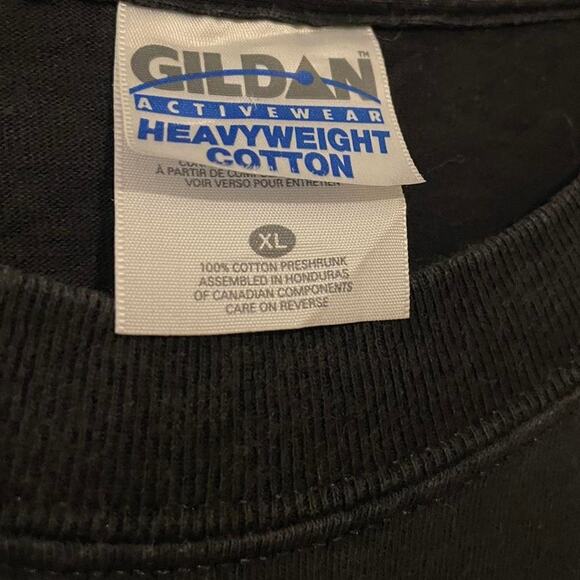 GILDAN™
ACTIVEWEAR
HEAVYWEIGHT
COTTON
À PARTIR DE
VOIR VERSO POUR ENTRETIEN
XL
100% COTTON PRESHRUNK
ASSEMBLED IN HONDURAS
OF CANADIAN COMPONENTS
CARE ON REVERSE